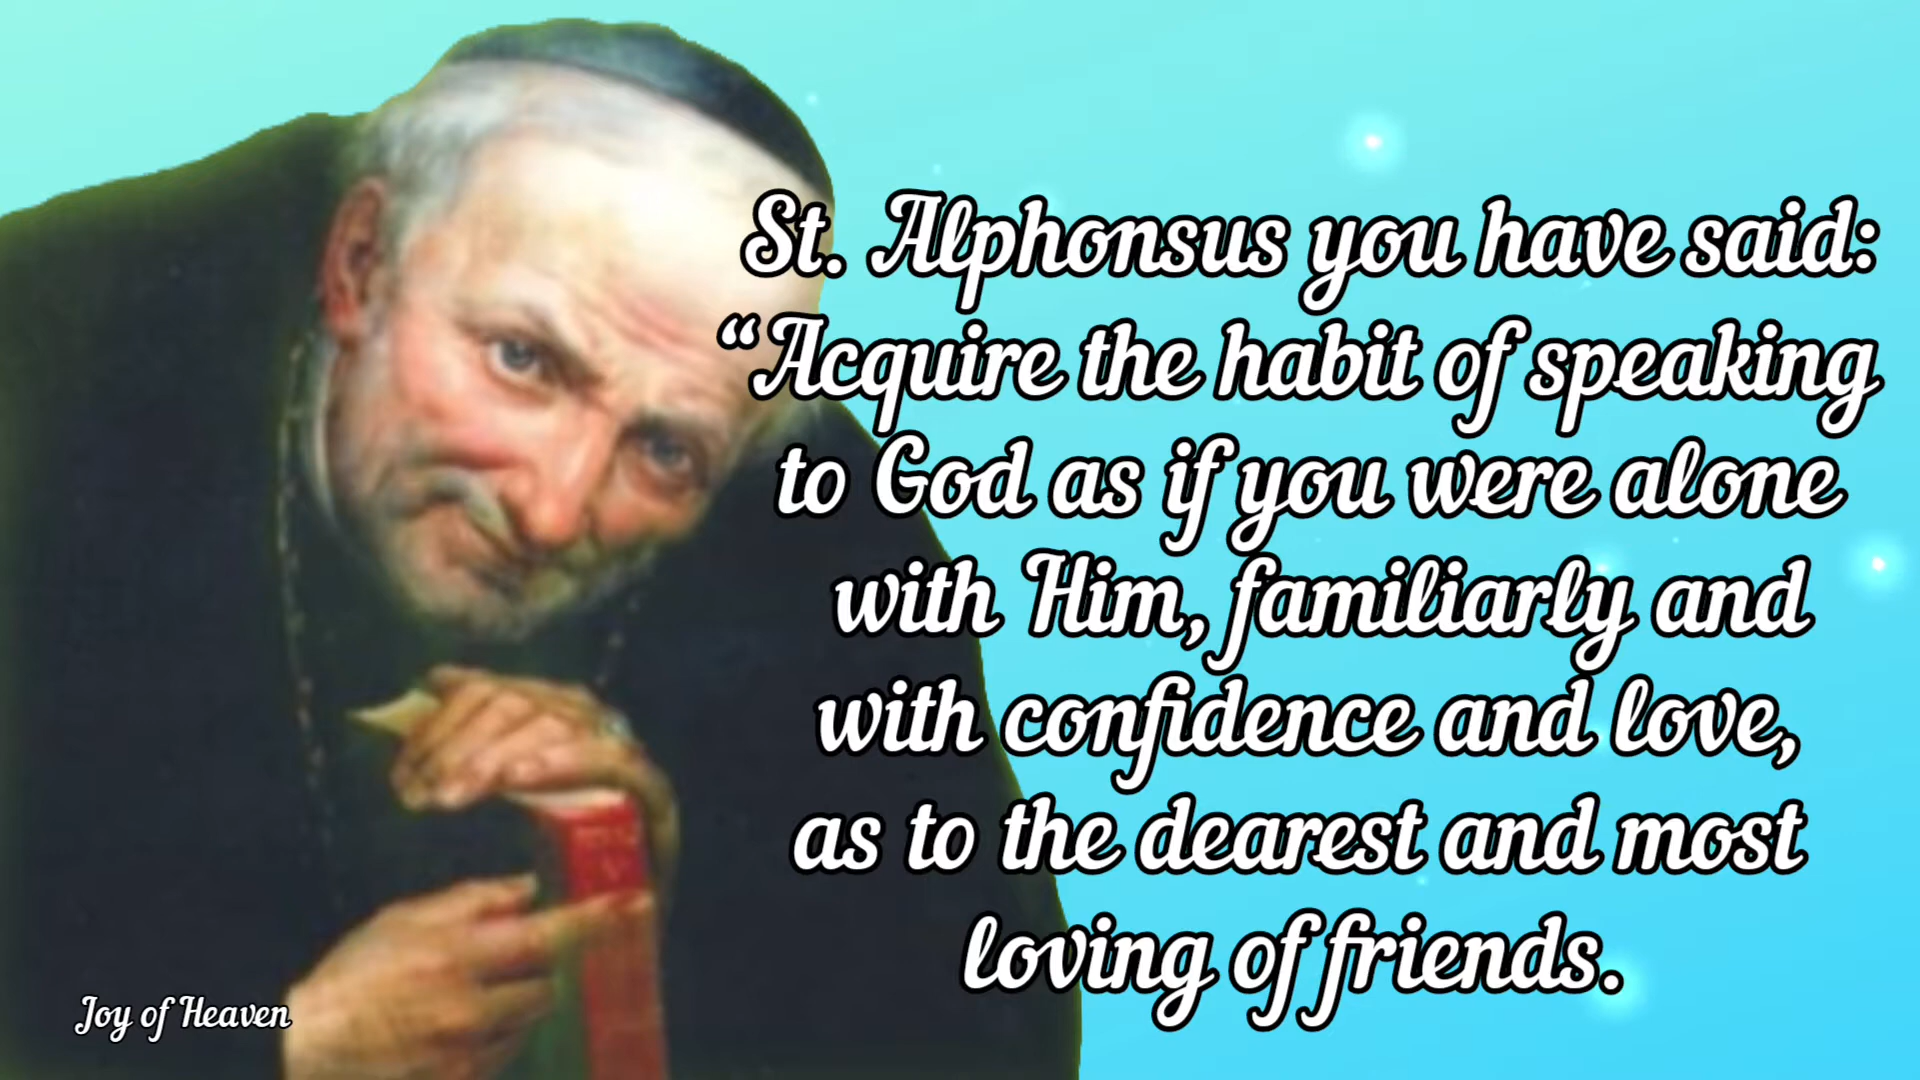 St. Alphonsus you have said:
“Acquire the habit of speaking
to God as if you were alone
with Him, familiarly and
with confidence and love,
as to the dearest and most
loving of friends.
Joy of Heaven